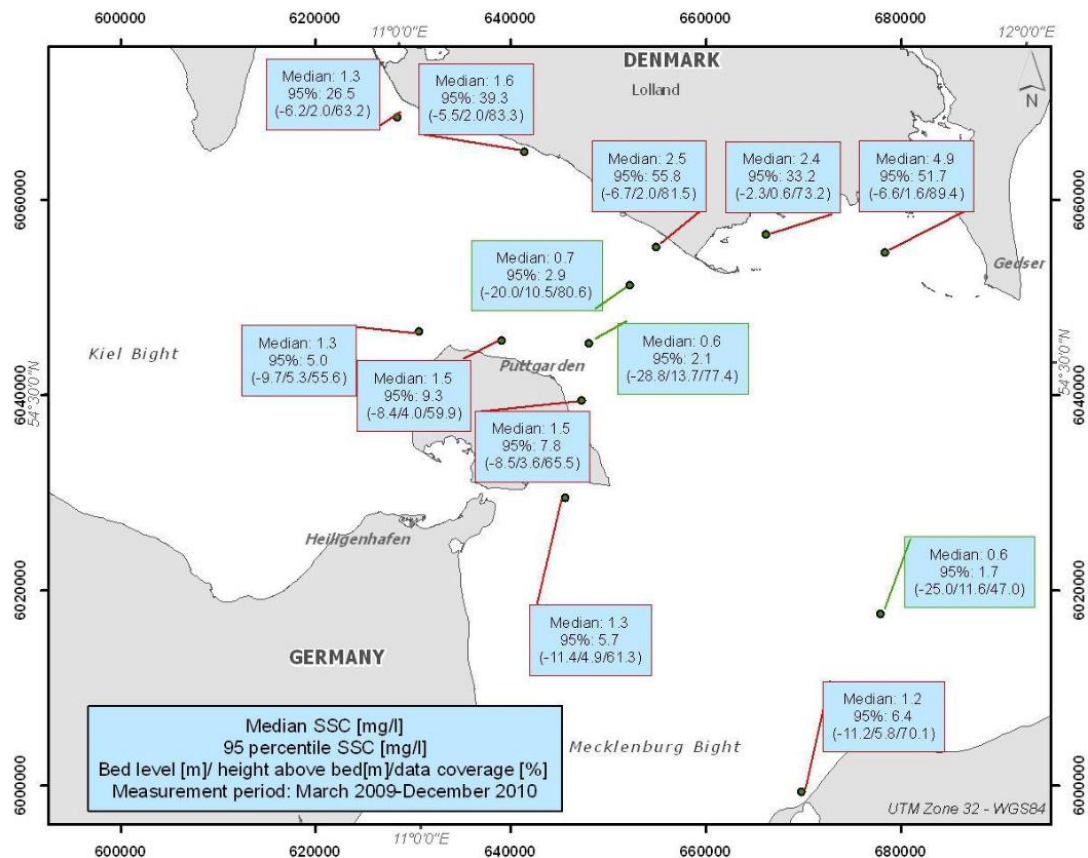 600000
620000
640000
660000
680000
11°0'0"E
12°0'0"E
DENMARK
Lolland
N
Median: 1.3
95%: 26.5
(-6.2/2.0/63.2)
Median: 1.6
95%: 39.3
(-5.5/2.0/83.3)
Median: 2.5
95%: 55.8
(-6.7/2.0/81.5)
Median: 2.4
95%: 33.2
(-2.3/0.6/73.2)
Median: 4.9
95%: 51.7
(-6.6/1.6/89.4)
6060000
6060000
Gedser
Median: 0.7
95%: 2.9
(-20.0/10.5/80.6)
Kiel Bight
Median: 1.3
95%: 5.0
(-9.7/5.3/55.6)
Puttgarden
Median: 0.6
95%: 2.1
(-28.8/13.7/77.4)
54°30'0"N
54°30'0"N
6040000
6040000
Median: 1.5
95%: 9.3
(-8.4/4.0/59.9)
Median: 1.5
95%: 7.8
(-8.5/3.6/65.5)
Heiligenhafen
Median: 0.6
95%: 1.7
(-25.0/11.6/47.0)
6020000
6020000
Median: 1.3
95%: 5.7
(-11.4/4.9/61.3)
GERMANY
Median: 1.2
95%: 6.4
(-11.2/5.8/70.1)
Median SSC [mg/l]
95 percentile SSC [mg/l]
Bed level [m]/ height above bed[m]/data coverage [%]
Measurement period: March 2009-December 2010
Mecklenburg Bight
6000000
6000000
UTM Zone 32 - WGS84
11°0'0"E
600000
620000
640000
660000
680000